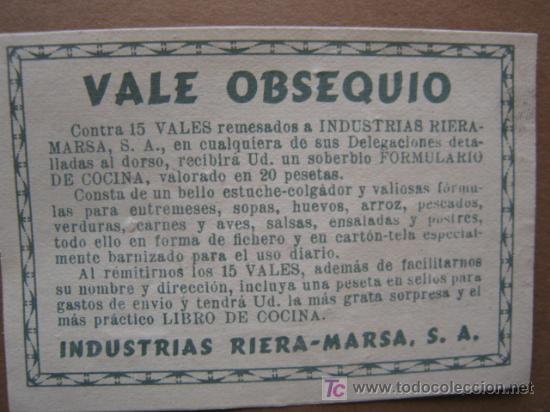 VALE OBSEQUIO
Contra 15 VALES remesados a INDUSTRIAS RIERA-
MARSA, S. A., en cualquiera de sus Delegaciones deta-
lladas al dorso, recibirá Ud. un soberbio FORMULARIO
DE COCINA, valorado en 20 pesetas.
Consta de un bello estuche-colgador y valiosas fórmu-
las para entremeses, sopas, huevos, arroz, pescados,
verduras, carnes y aves, salsas, ensaladas y postres,
todo ello en forma de fichero y en cartón-tela especial-
mente barnizado para el uso diario.
Al remitirnos los 15 VALES, además de facilitarnos
su nombre y dirección, incluya una peseta en sellos para
gastos de envio y tendrá Ud. la más grata sorpresa y el
más práctico LIBRO DE COCINA.
INDUSTRIAS RIERA-MARSA, S. A.
TC www.todocoleccion.net